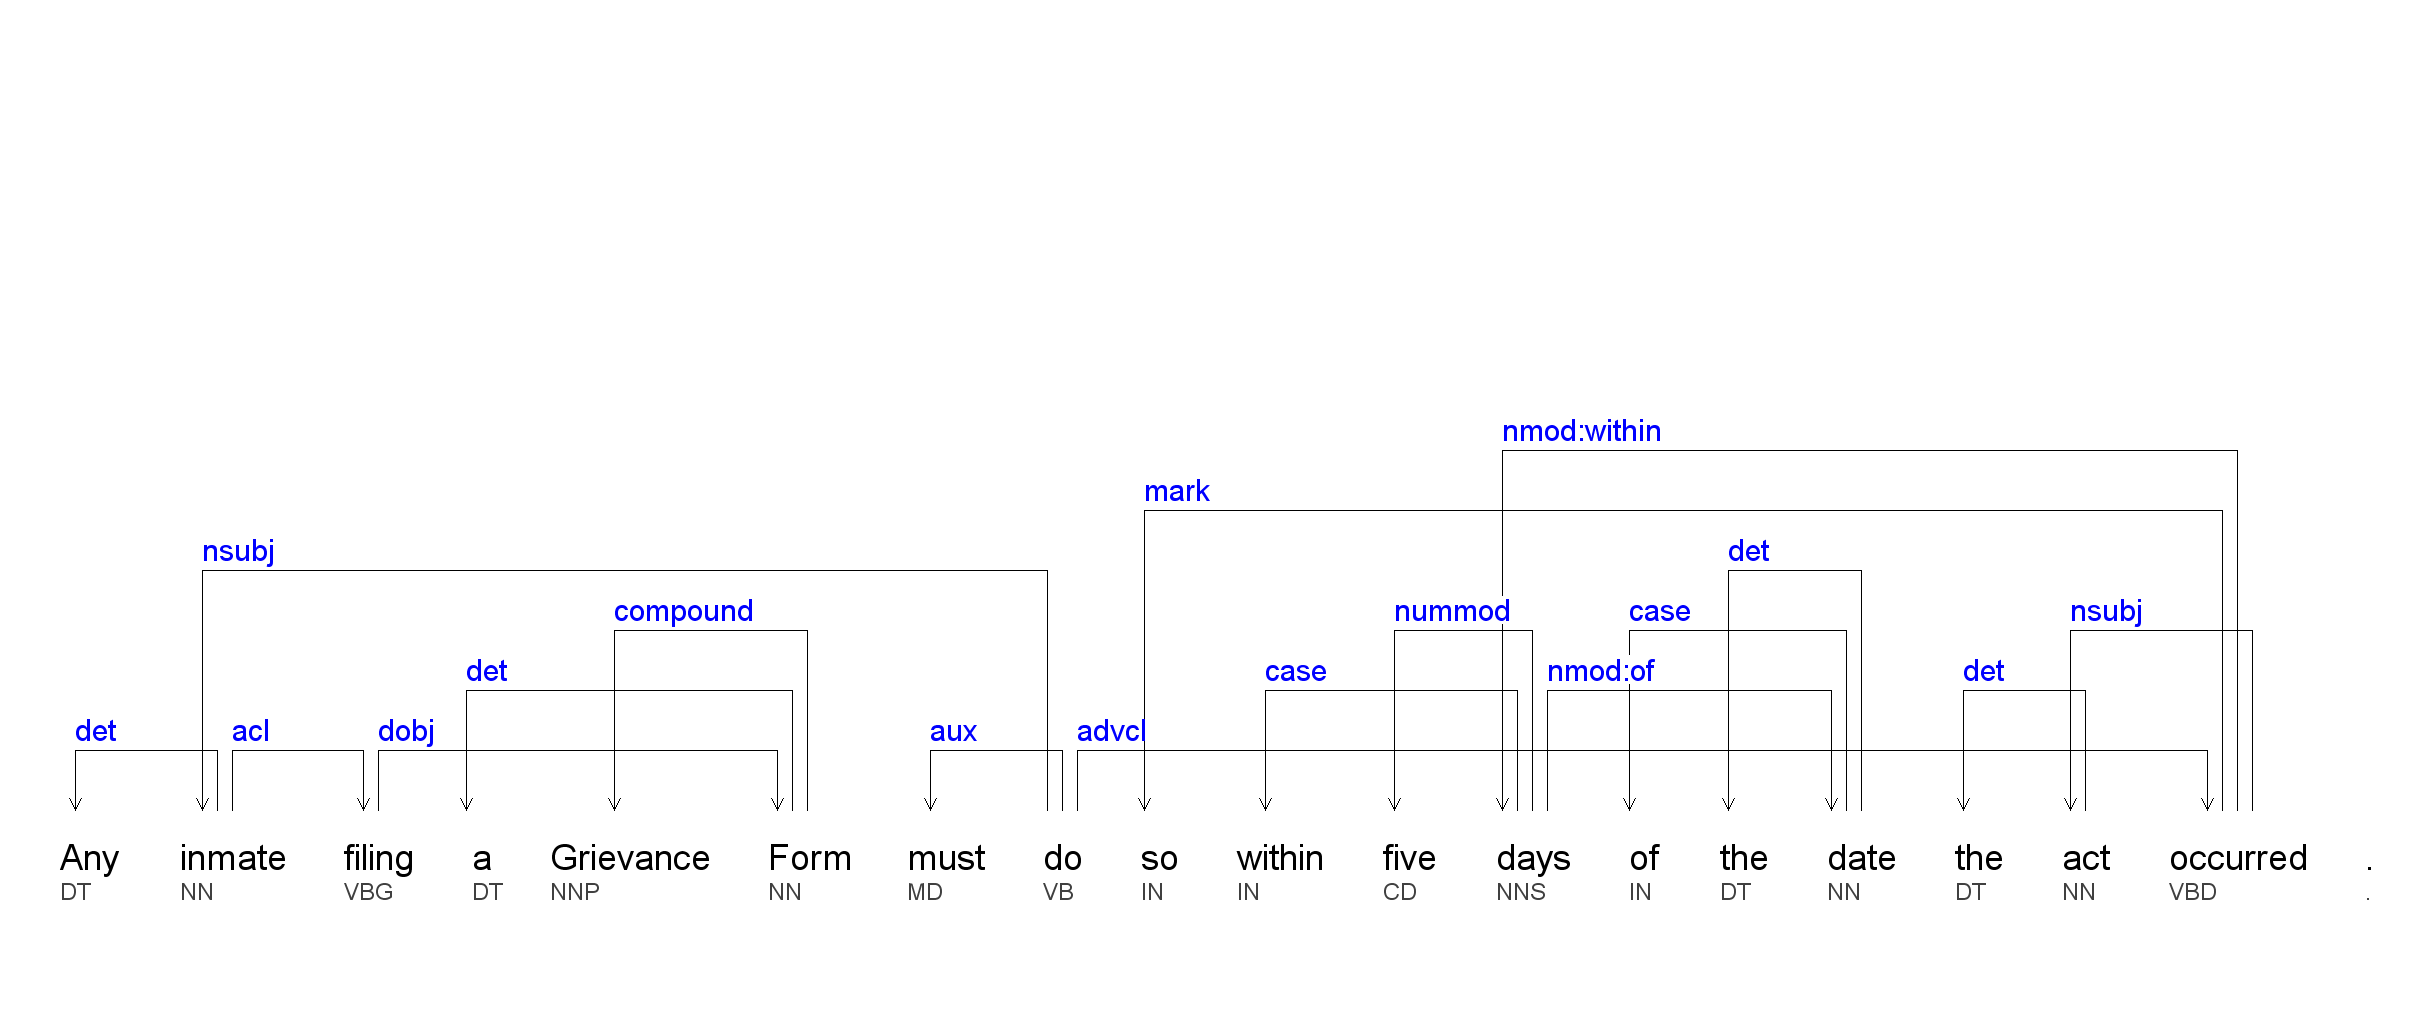 nmod:within
mark
nsubj det
compound nummod case nsubj
det case nmod:of det
det acl dobj aux advcl
Any inmate filing a Grievance Form must do so within five days of the date the act occurred .
DT NN VBG DT NNP NN MD VB IN IN CD NNS IN DT NN DT NN VBD .